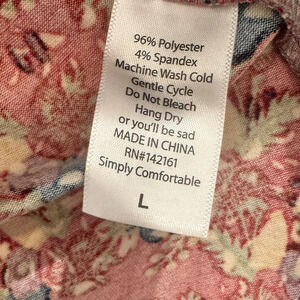 96% Polyester
4% Spandex
Machine Wash Cold
Gentle Cycle
Do Not Bleach
Hang Dry
or you'll be sad
MADE IN CHINA
RN#142161
Simply Comfortable
L